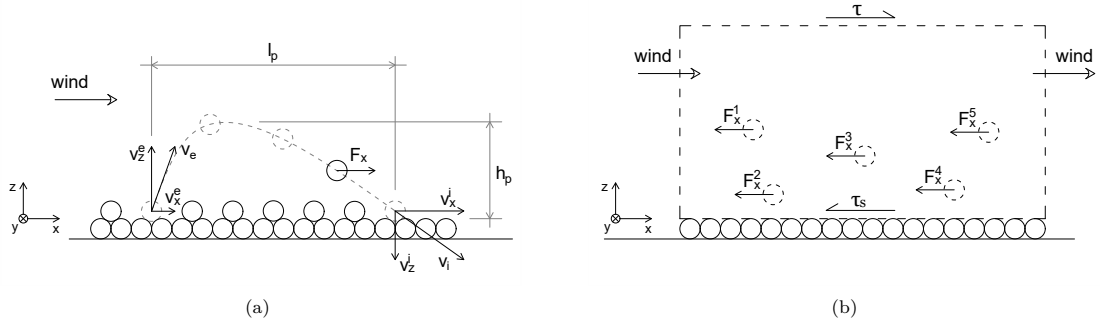 l_p
wind
v_z^e
v_e
v_x^e
F_x
h_p
v_x^i
v_z^i
v_i
z
y
x
(a)
τ
wind
wind
F_x^1
F_x^2
F_x^3
F_x^4
F_x^5
τ_s
z
y
x
(b)